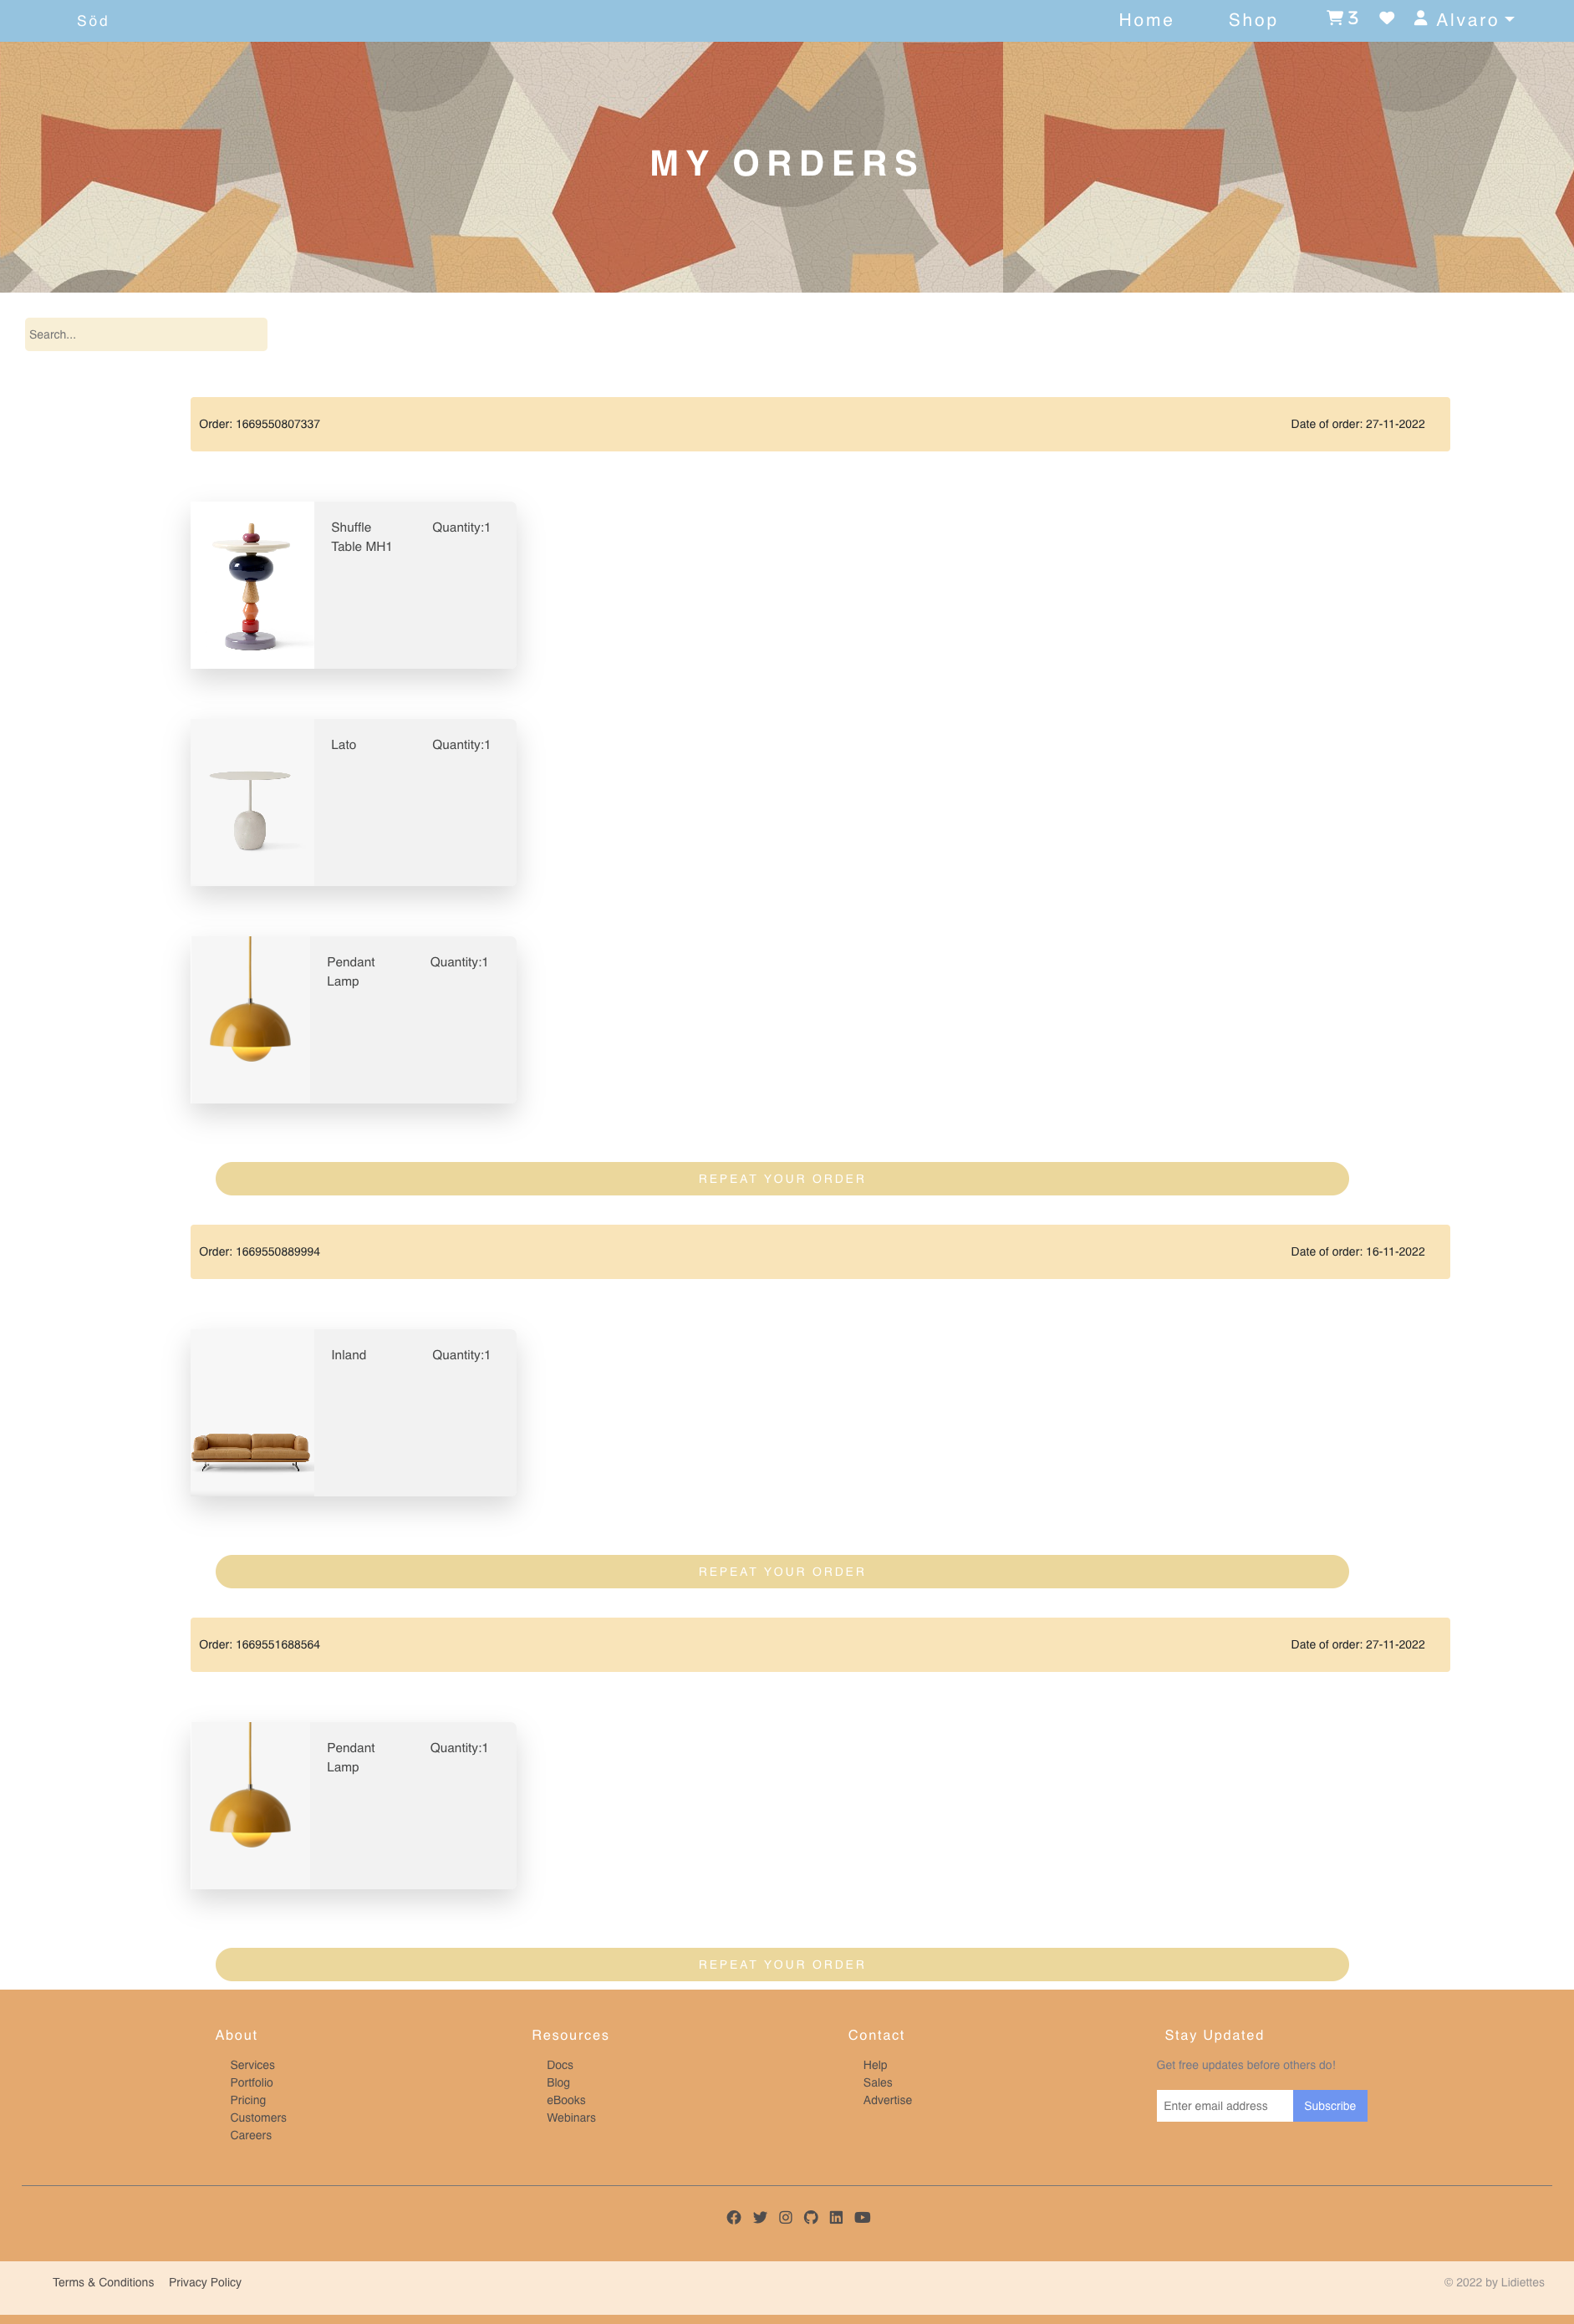 Söd
Home
Shop
3
Alvaro
MY ORDERS
Search...
Order: 1669550807337
Date of order: 27-11-2022
Shuffle
Table MH1
Quantity:1
Lato
Quantity:1
Pendant
Lamp
Quantity:1
REPEAT YOUR ORDER
Order: 1669550889994
Date of order: 16-11-2022
Inland
Quantity:1
REPEAT YOUR ORDER
Order: 1669551688564
Date of order: 27-11-2022
Pendant
Lamp
Quantity:1
REPEAT YOUR ORDER
About
Services
Portfolio
Pricing
Customers
Careers
Resources
Docs
Blog
eBooks
Webinars
Contact
Help
Sales
Advertise
Stay Updated
Get free updates before others do!
Enter email address
Subscribe
Terms & Conditions
Privacy Policy
© 2022 by Lidiettes